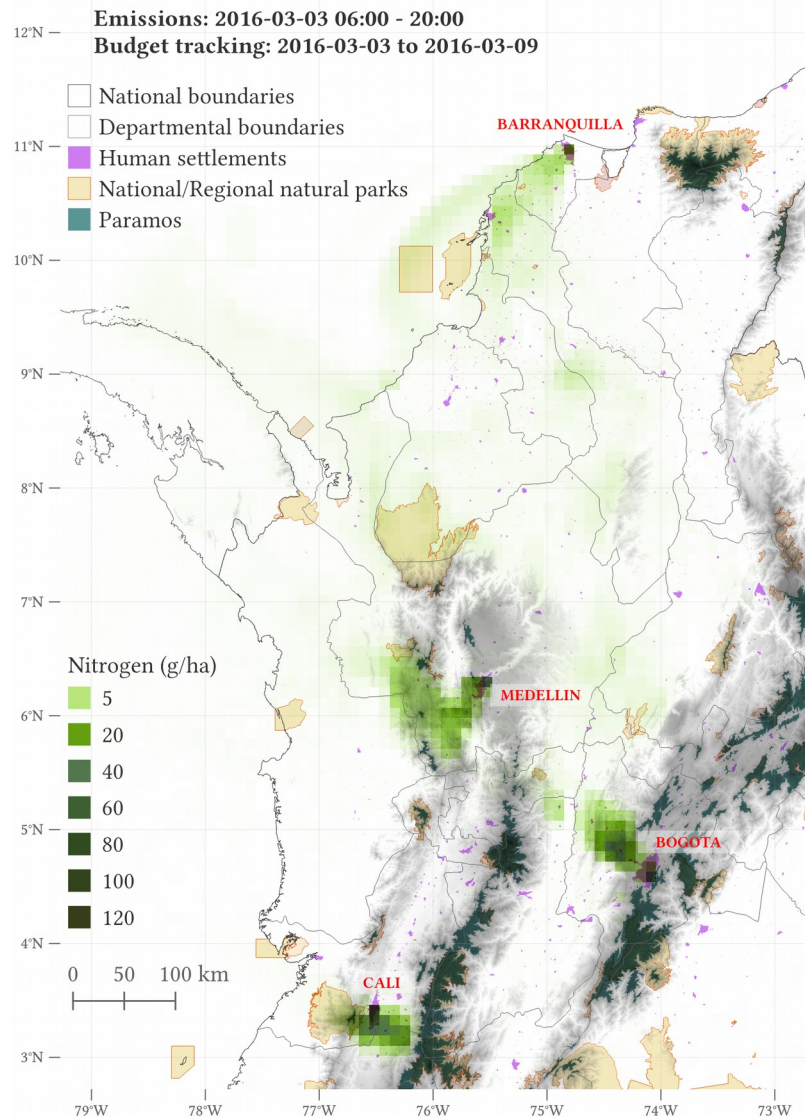 Emissions: 2016-03-03 06:00 - 20:00
Budget tracking: 2016-03-03 to 2016-03-09
National boundaries
Departmental boundaries
Human settlements
National/Regional natural parks
Paramos
12°N
11°N
10°N
9°N
8°N
7°N
6°N
5°N
4°N
3°N
BARRANQUILLA
MEDELLIN
BOGOTA
CALI
Nitrogen (g/ha)
5
20
40
60
80
100
120
0 50 100 km
79°W 78°W 77°W 76°W 75°W 74°W 73°W